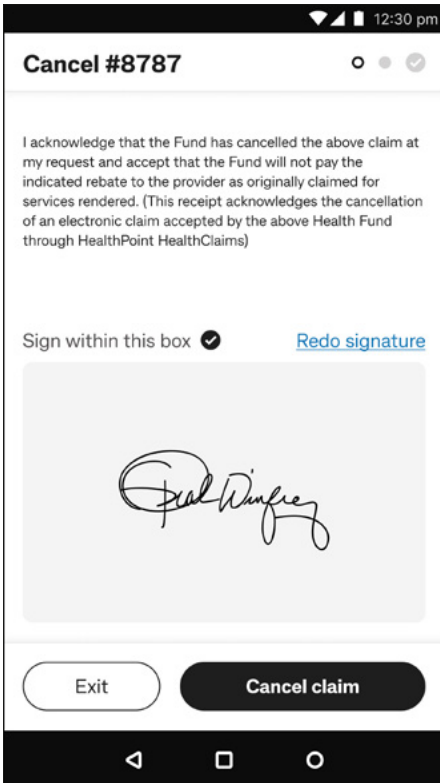 12:30 pm
Cancel #8787
I acknowledge that the Fund has cancelled the above claim at
my request and accept that the Fund will not pay the
indicated rebate to the provider as originally claimed for
services rendered. (This receipt acknowledges the cancellation
of an electronic claim accepted by the above Health Fund
through HealthPoint HealthClaims)
Sign within this box Redo signature
Winfrey
Exit Cancel claim